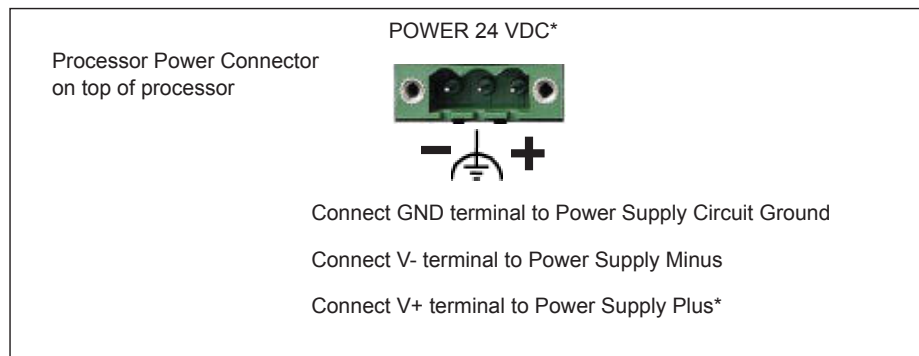 POWER 24 VDC*
Processor Power Connector
on top of processor
− +
Connect GND terminal to Power Supply Circuit Ground
Connect V- terminal to Power Supply Minus
Connect V+ terminal to Power Supply Plus*